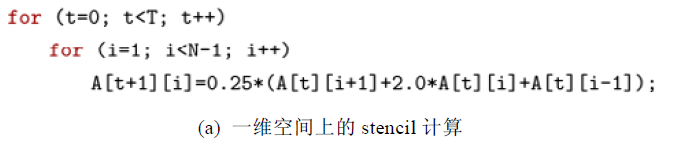 for (t=0; t<T; t++)
for (i=1; i<N-1; i++)
A[t+1][i]=0.25*(A[t][i+1]+2.0*A[t][i]+A[t][i-1]);
(a) 一维空间上的 stencil 计算